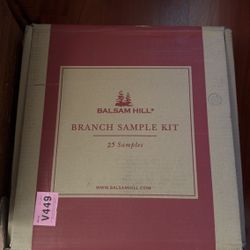 BALSAM HILL®
BRANCH SAMPLE KIT
25 Samples
WWW.BALSAMHILL.COM
V449